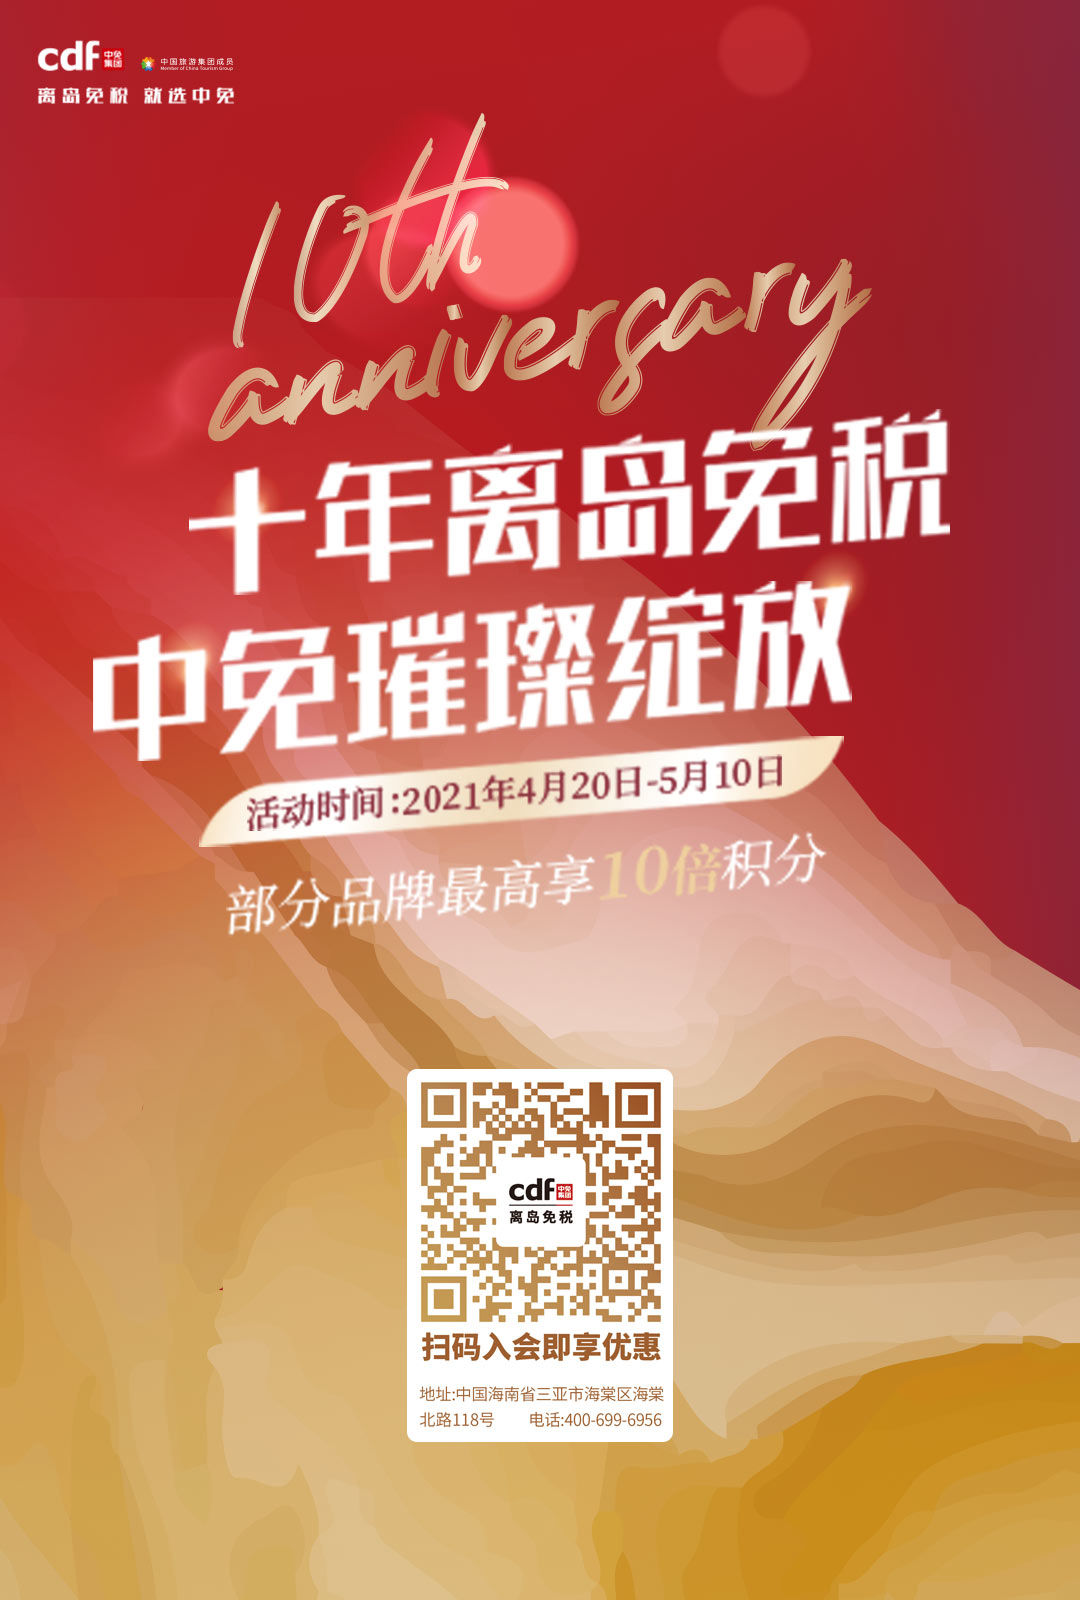 cdf 中免集团
中国旅游集团成员
Member of China Tourism Group
离岛免税 就选中免
10th
anniversary
十年离岛免税
中免璀璨绽放
活动时间:2021年4月20日-5月10日
部分品牌最高享10倍积分
cdf 中免集团
离岛免税
扫码入会即享优惠
地址:中国海南省三亚市海棠区海棠
北路118号 电话:400-699-6956